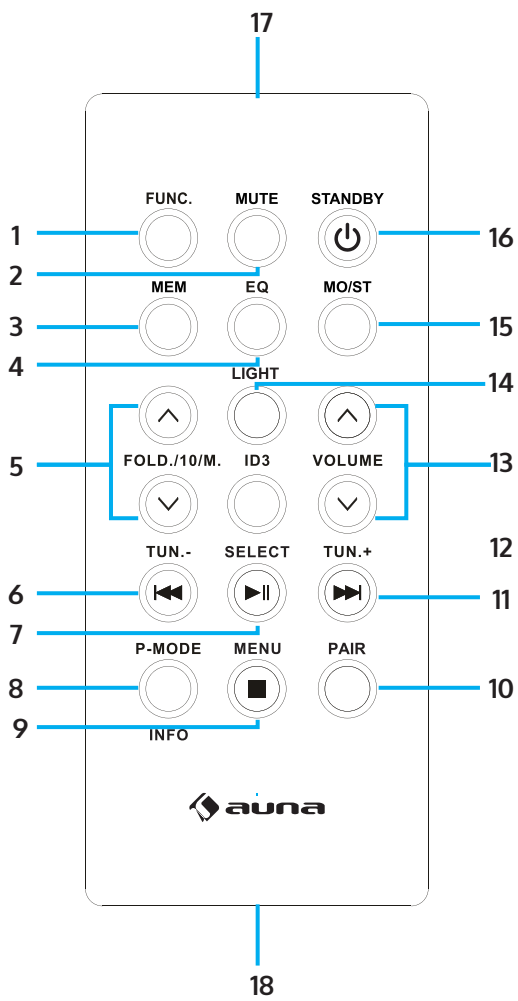 17
FUNC. MUTE STANDBY
1
16
2
MEM EQ MO/ST
3
15
4
LIGHT
14
5
FOLD./10/M. ID3 VOLUME
13
12
TUN.- SELECT TUN.+
6
11
7
P-MODE MENU PAIR
8
10
9
INFO
auna
18